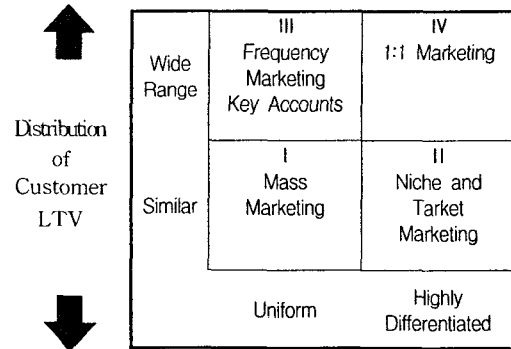 III
Frequency
Marketing
Key Accounts
IV
1:1 Marketing
Wide
Range
Distribution
of
Customer
LTV
Similar
I
Mass
Marketing
II
Niche and
Tarket
Marketing
Uniform
Highly
Differentiated